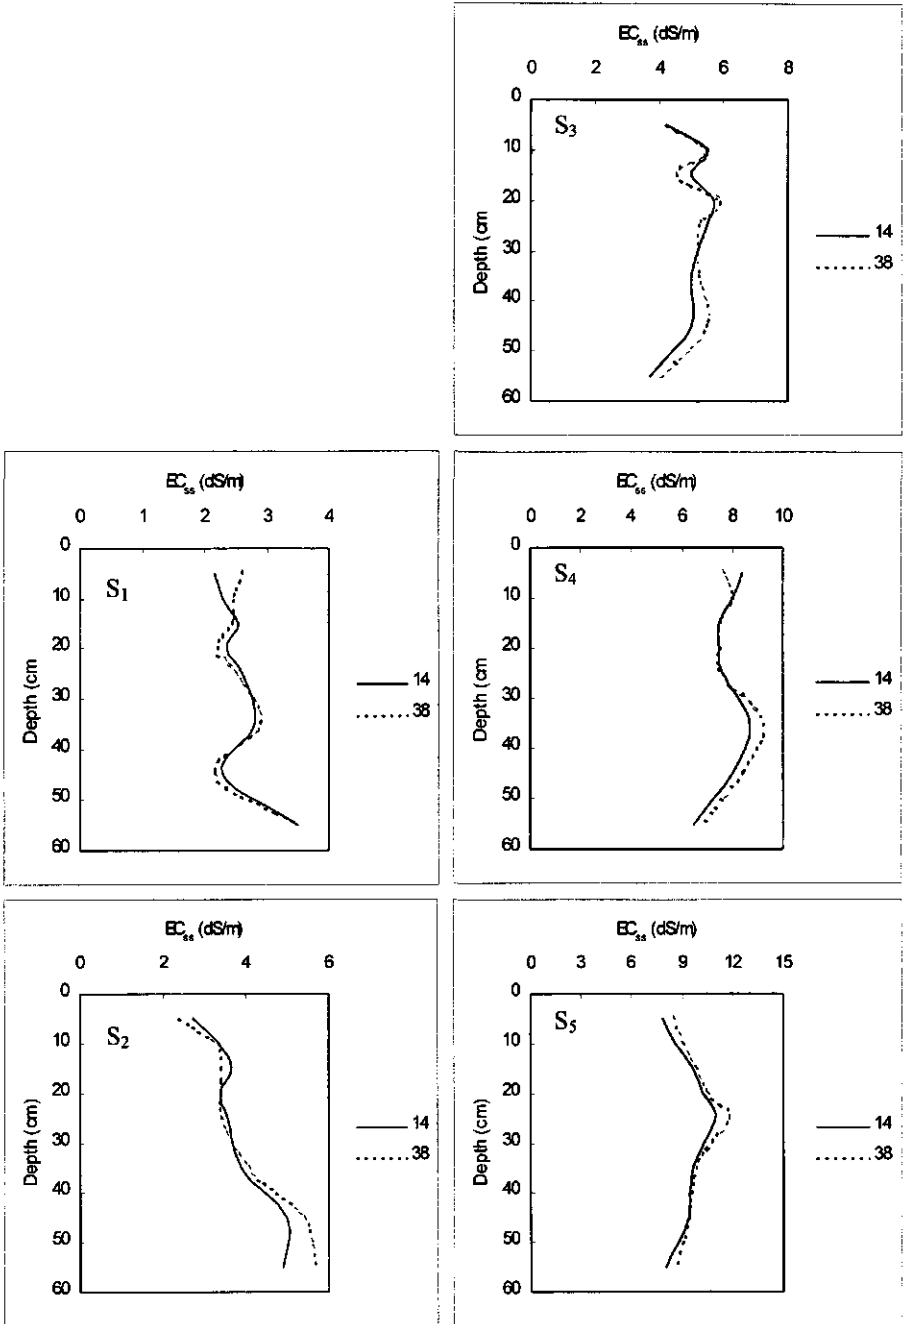 EC_ss (dS/m)
0 2 4 6 8
0
10
20
30
40
50
60
Depth (cm
S₃
14
38
EC_ss (dS/m)
0 1 2 3 4
0
10
20
30
40
50
60
Depth (cm
S₁
14
38
EC_ss (dS/m)
0 2 4 6 8 10
0
10
20
30
40
50
60
Depth (cm
S₄
14
38
EC_ss (dS/m)
0 2 4 6
0
10
20
30
40
50
60
Depth (cm)
S₂
14
38
EC_ss (dS/m)
0 3 6 9 12 15
0
10
20
30
40
50
60
Depth (cm)
S₅
14
38